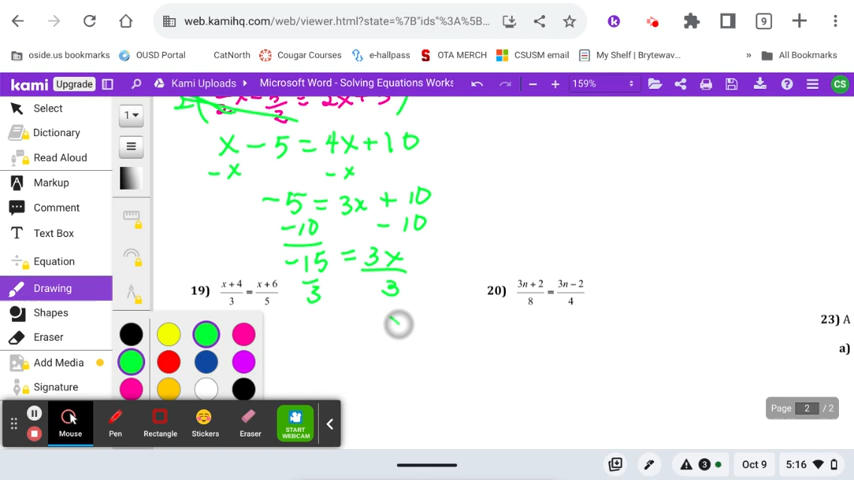 web.kamihq.com/web/viewer.html?state=%7B"ids"%3A%5B...
9
oside.us bookmarks
OUSD Portal
CatNorth
Cougar Courses
e-hallpass
OTA MERCH
CSUSM email
My Shelf | Brytewav...
»
All Bookmarks
kami
Upgrade
Kami Uploads
Microsoft Word - Solving Equations Works
159%
CS
Select
Dictionary
Read Aloud
Markup
Comment
Text Box
Equation
Drawing
Shapes
Eraser
Add Media
Signature
1
x - 5 = 4x + 10
- x - x
-5 = 3x + 10
-10 - 10
-15 = 3x
3 3
19) x + 4 / 3 = x + 6 / 5
20) 3n + 2 / 8 = 3n − 2 / 4
23) A
a)
Page 2 / 2
Mouse
Pen
Rectangle
Stickers
Eraser
START WEBCAM
3
Oct 9
5:16